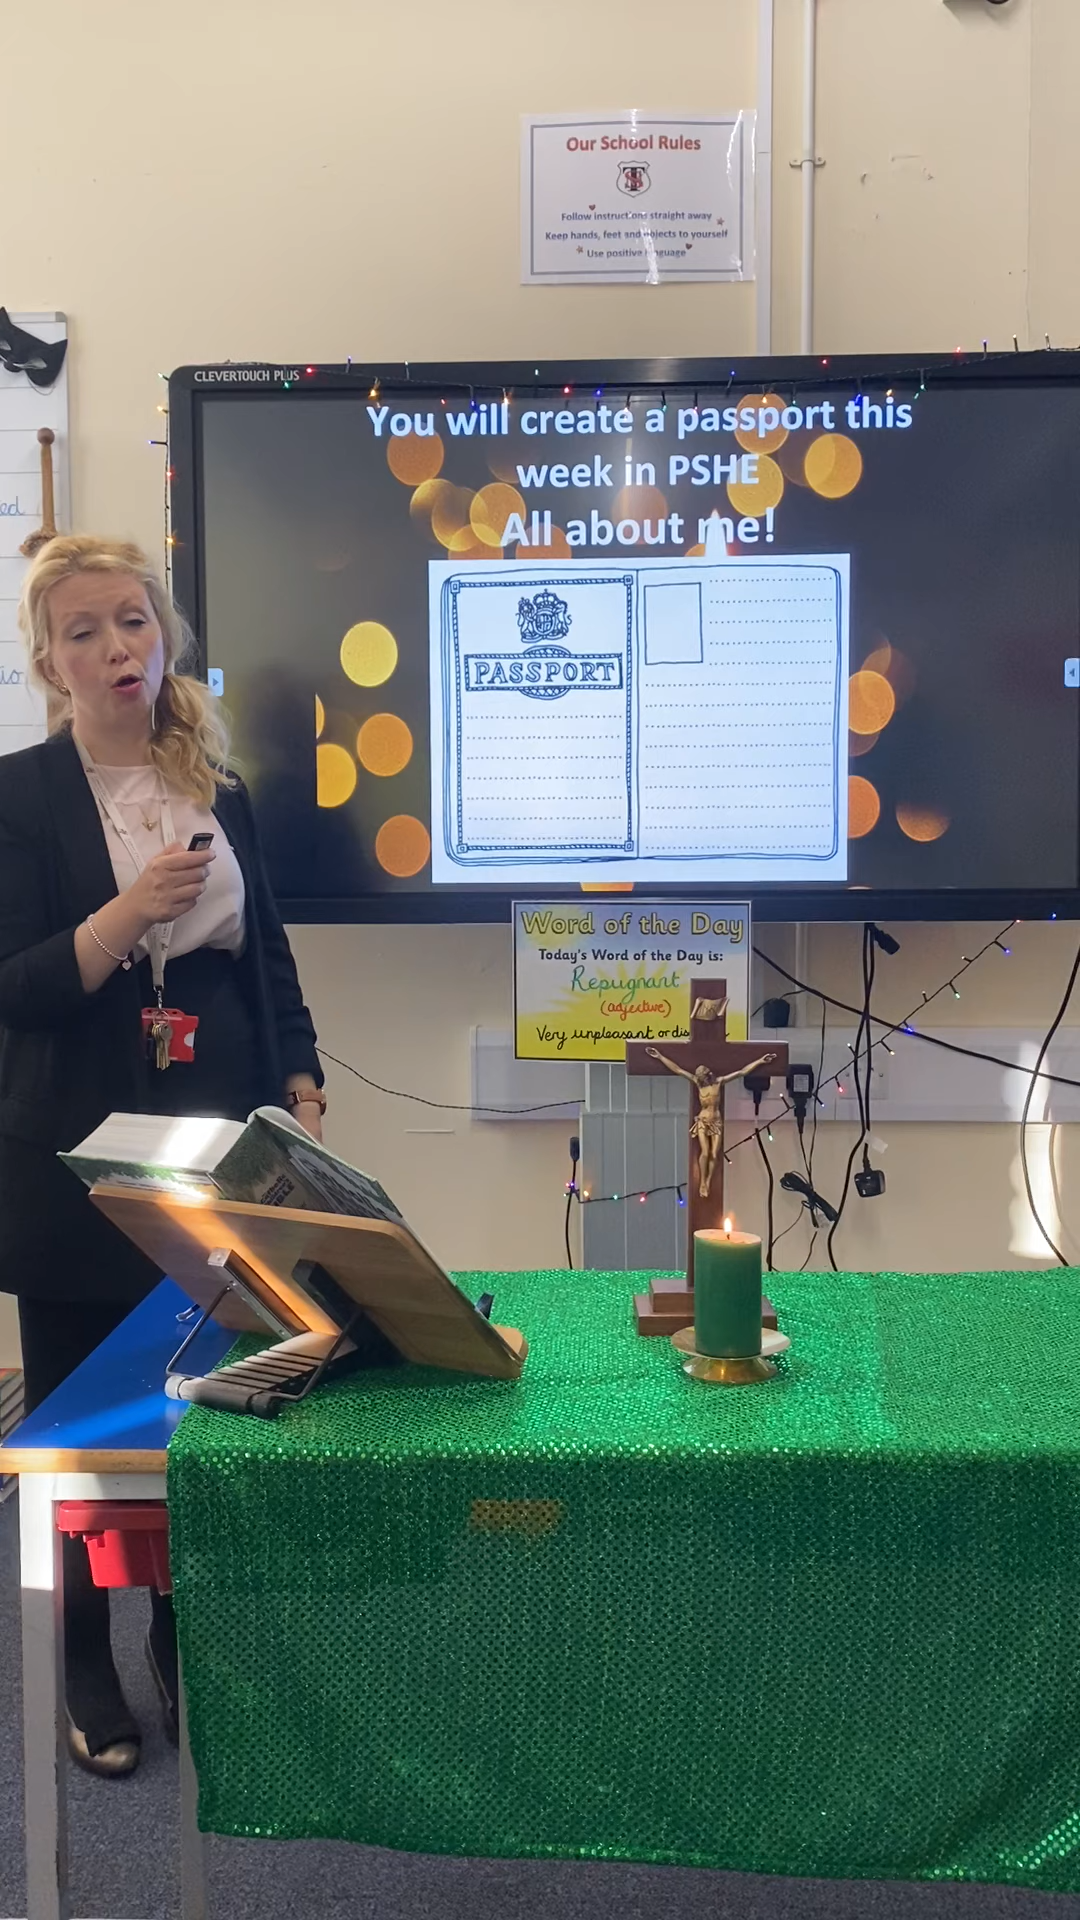 Our School Rules
Follow instructions straight away
Keep hands, feet and objects to yourself
Use positive language
CLEVERTOUCH PLUS
You will create a passport this
week in PSHE
All about me!
PASSPORT
Word of the Day
Today's Word of the Day is:
Repugnant
(adjective)
Very unpleasant or dis
BIBLE